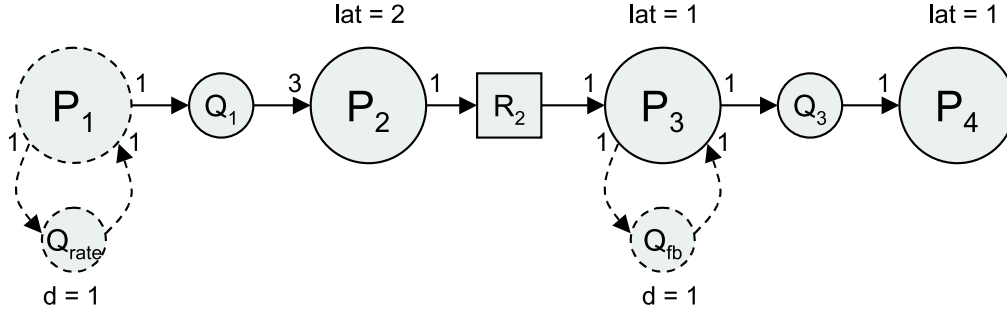 lat = 2 lat = 1 lat = 1
P1 1 Q1 3 P2 1 R2 1 P3 1 Q3 1 P4
1 1 1 1
Qrate Qfb
d = 1 d = 1